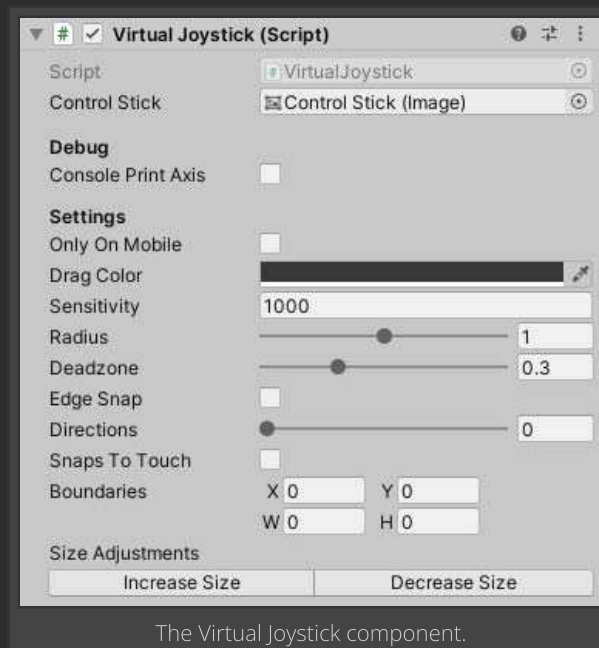 # Virtual Joystick (Script)
Script # VirtualJoystick
Control Stick Control Stick (Image)
Debug
Console Print Axis
Settings
Only On Mobile
Drag Color
Sensitivity 1000
Radius 1
Deadzone 0.3
Edge Snap
Directions 0
Snaps To Touch
Boundaries X 0 Y 0
W 0 H 0
Size Adjustments
Increase Size Decrease Size
The Virtual Joystick component.